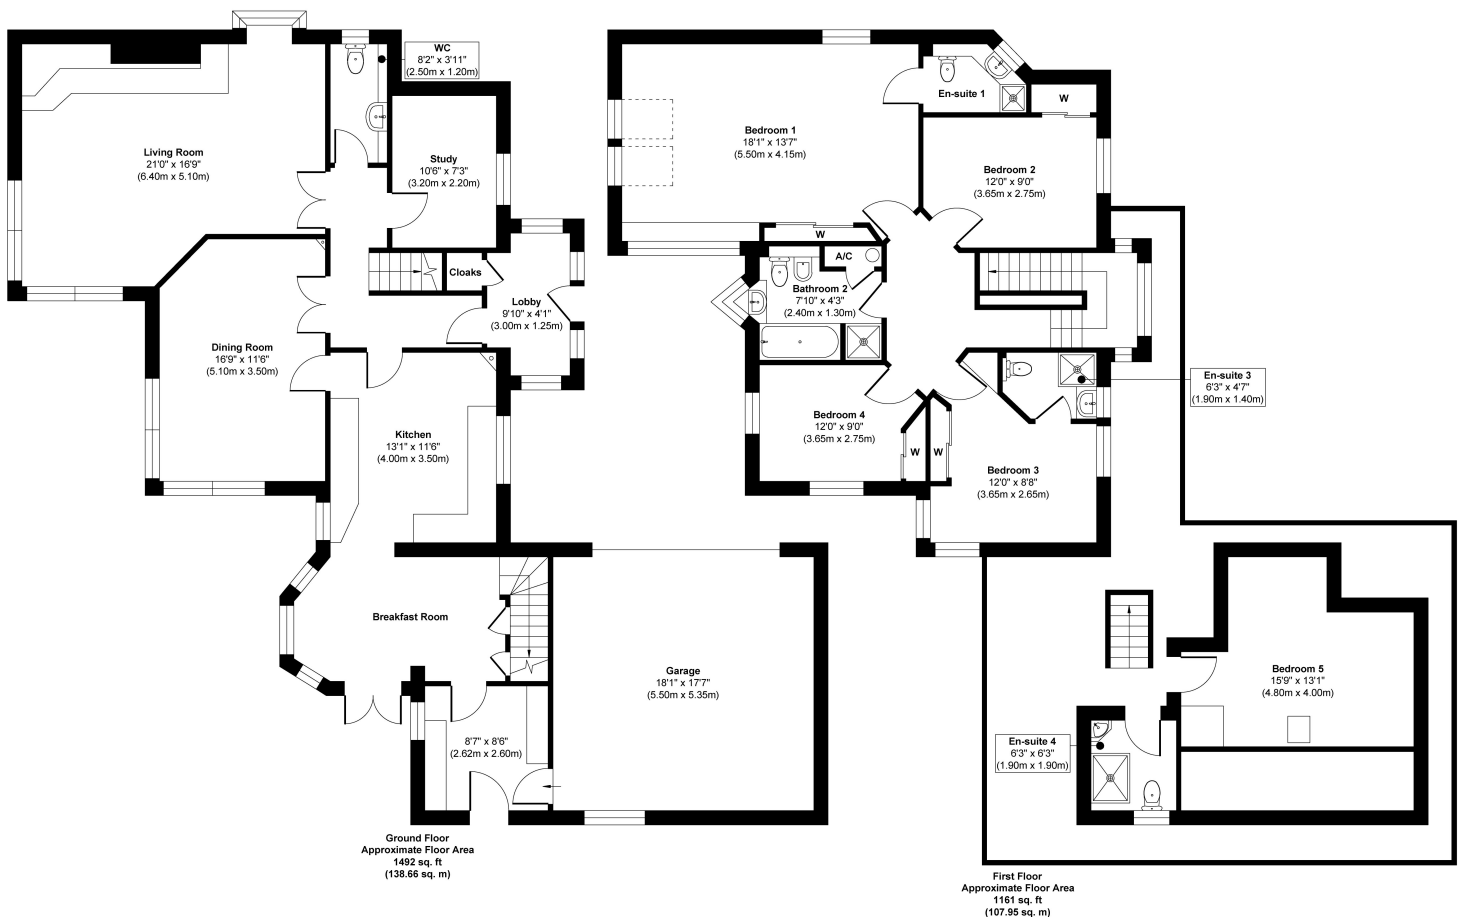 WC
8'2" x 3'11"
(2.50m x 1.20m)
Living Room
21'0" x 16'9"
(6.40m x 5.10m)
Study
10'6" x 7'3"
(3.20m x 2.20m)
Cloaks
Lobby
9'10" x 4'1"
(3.00m x 1.25m)
Dining Room
16'9" x 11'6"
(5.10m x 3.50m)
Kitchen
13'1" x 11'6"
(4.00m x 3.50m)
Breakfast Room
Garage
18'1" x 17'7"
(5.50m x 5.35m)
8'7" x 8'6"
(2.62m x 2.60m)
Ground Floor
Approximate Floor Area
1492 sq. ft
(138.66 sq. m)
En-suite 1
W
Bedroom 1
18'1" x 13'7"
(5.50m x 4.15m)
Bedroom 2
12'0" x 9'0"
(3.65m x 2.75m)
W
A/C
Bathroom 2
7'10" x 4'3"
(2.40m x 1.30m)
En-suite 3
6'3" x 4'7"
(1.90m x 1.40m)
Bedroom 4
12'0" x 9'0"
(3.65m x 2.75m)
W
W
Bedroom 3
12'0" x 8'8"
(3.65m x 2.65m)
Bedroom 5
15'9" x 13'1"
(4.80m x 4.00m)
En-suite 4
6'3" x 6'3"
(1.90m x 1.90m)
First Floor
Approximate Floor Area
1161 sq. ft
(107.95 sq. m)